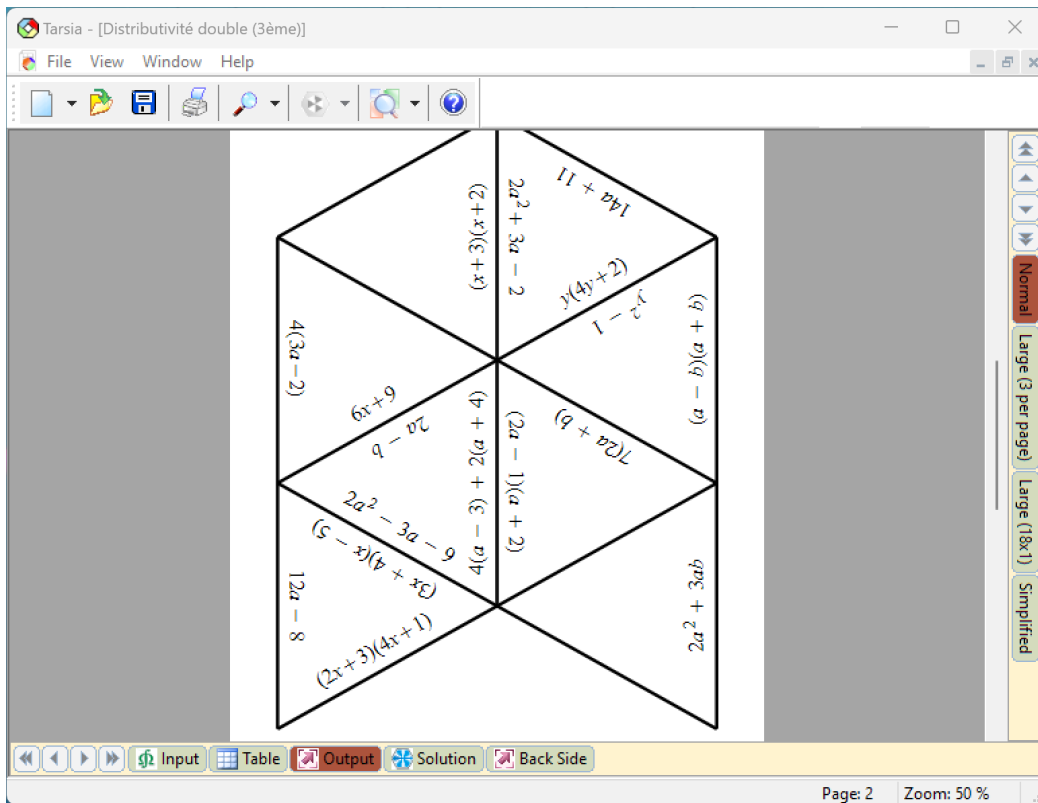 Tarsia - [Distributivité double (3ème)]
File View Window Help
14a + 11
(x+3)(x+2)
2a² + 3a − 2
y(4y+2)
y² − 1
(a − b)(a + b)
4(3a−2)
6x+9
2a − b
4(a − 3) + 2(a + 4)
(2a − 1)(a + 2)
7(2a + b)
2a² − 3a − 6
(3x + 4)(x − 5)
12a − 8
(2x+3)(4x+1)
2a² + 3ab
Normal
Large (3 per page)
Large (18x1)
Simplified
Input Table Output Solution Back Side
Page: 2 Zoom: 50 %